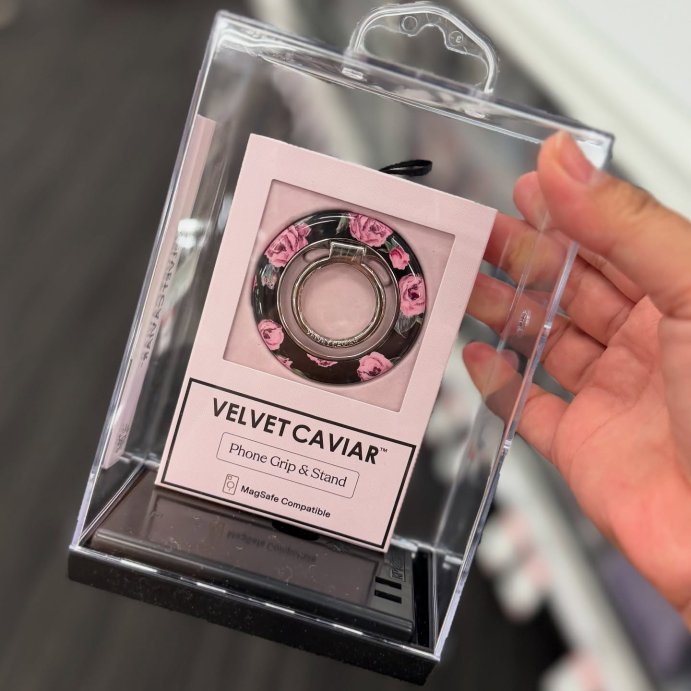 VELVET CAVIAR™
Phone Grip & Stand
MagSafe Compatible